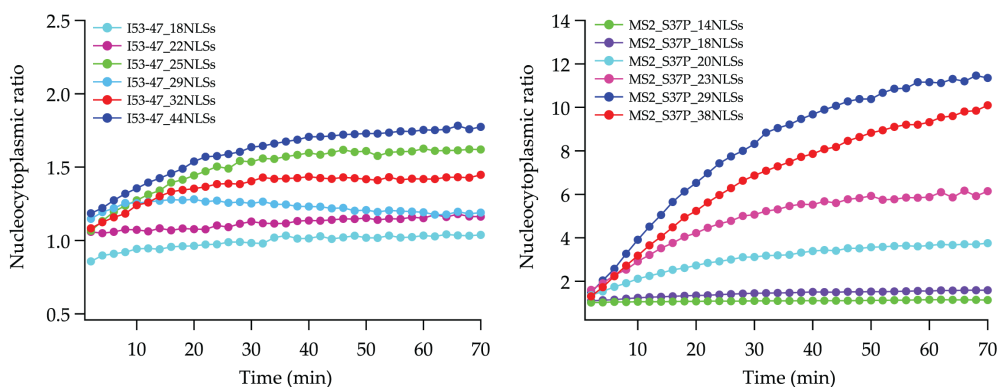 2.5
2.0
1.5
1.0
0.5
Nucleocytoplasmic ratio
I53-47_18NLSs
I53-47_22NLSs
I53-47_25NLSs
I53-47_29NLSs
I53-47_32NLSs
I53-47_44NLSs
10 20 30 40 50 60 70
Time (min)
14
12
10
8
6
4
2
Nucleocytoplasmic ratio
MS2_S37P_14NLSs
MS2_S37P_18NLSs
MS2_S37P_20NLSs
MS2_S37P_23NLSs
MS2_S37P_29NLSs
MS2_S37P_38NLSs
10 20 30 40 50 60 70
Time (min)